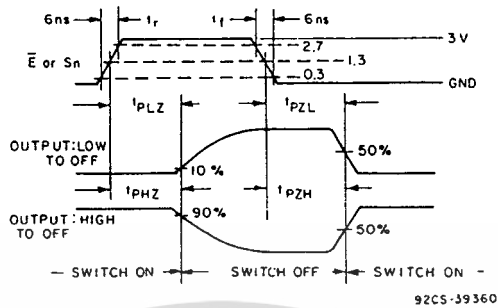 6ns tr tf 6ns
3V
2.7
1.3
0.3
E̅ or Sn
GND
tPLZ tPZL
OUTPUT:LOW
TO OFF
10% 50%
tPHZ tPZH
OUTPUT:HIGH
TO OFF
90% 50%
— SWITCH ON SWITCH OFF SWITCH ON —
92CS-39360